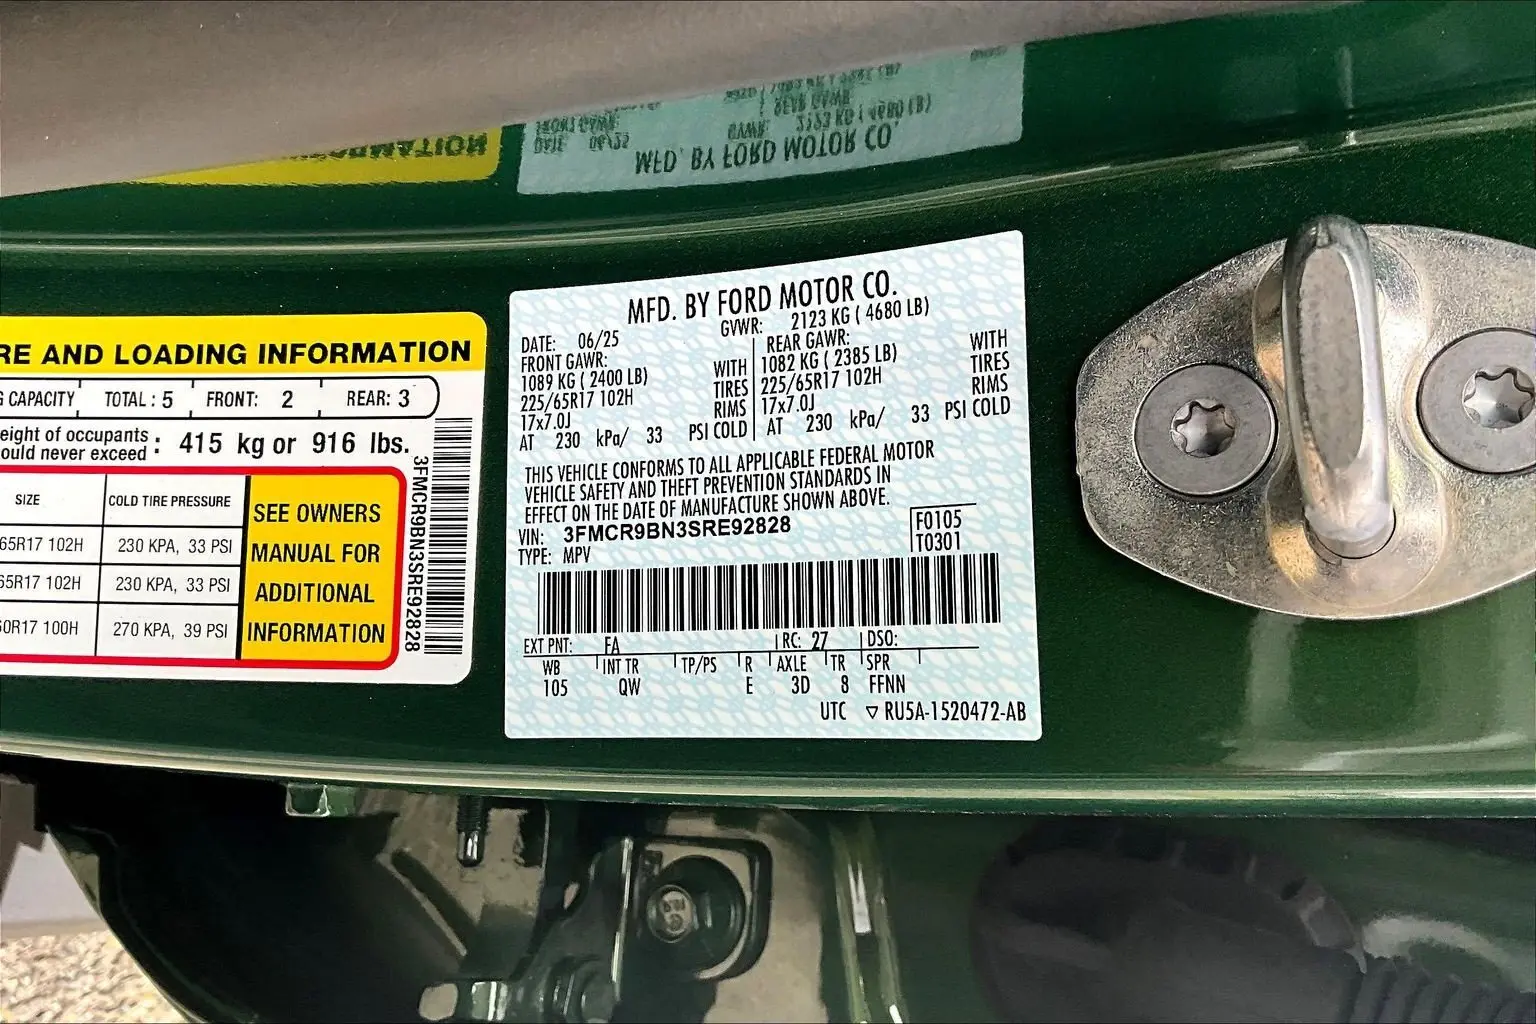 RE AND LOADING INFORMATION
G CAPACITY TOTAL : 5 FRONT: 2 REAR: 3
eight of occupants
ould never exceed : 415 kg or 916 lbs.
SIZE COLD TIRE PRESSURE
65R17 102H 230 KPA, 33 PSI
65R17 102H 230 KPA, 33 PSI
60R17 100H 270 KPA, 39 PSI
SEE OWNERS
MANUAL FOR
ADDITIONAL
INFORMATION
3FMCR9BN3SRE92828
MFD. BY FORD MOTOR CO.
DATE: 06/25 GVWR: 2123 KG ( 4680 LB)
FRONT GAWR: WITH
1089 KG ( 2400 LB) TIRES
225/65R17 102H RIMS
17x7.0J
AT 230 kPa/ 33 PSI COLD
REAR GAWR: WITH
1082 KG ( 2385 LB) TIRES
225/65R17 102H RIMS
17x7.0J
AT 230 kPa/ 33 PSI COLD
THIS VEHICLE CONFORMS TO ALL APPLICABLE FEDERAL MOTOR
VEHICLE SAFETY AND THEFT PREVENTION STANDARDS IN
EFFECT ON THE DATE OF MANUFACTURE SHOWN ABOVE.
VIN: 3FMCR9BN3SRE92828
TYPE: MPV
F0105
T0301
EXT PNT: FA RC: 27 DSO:
WB INT TR TP/PS R AXLE TR SPR
105 QW E 3D 8 FFNN
UTC ▽ RU5A-1520472-AB